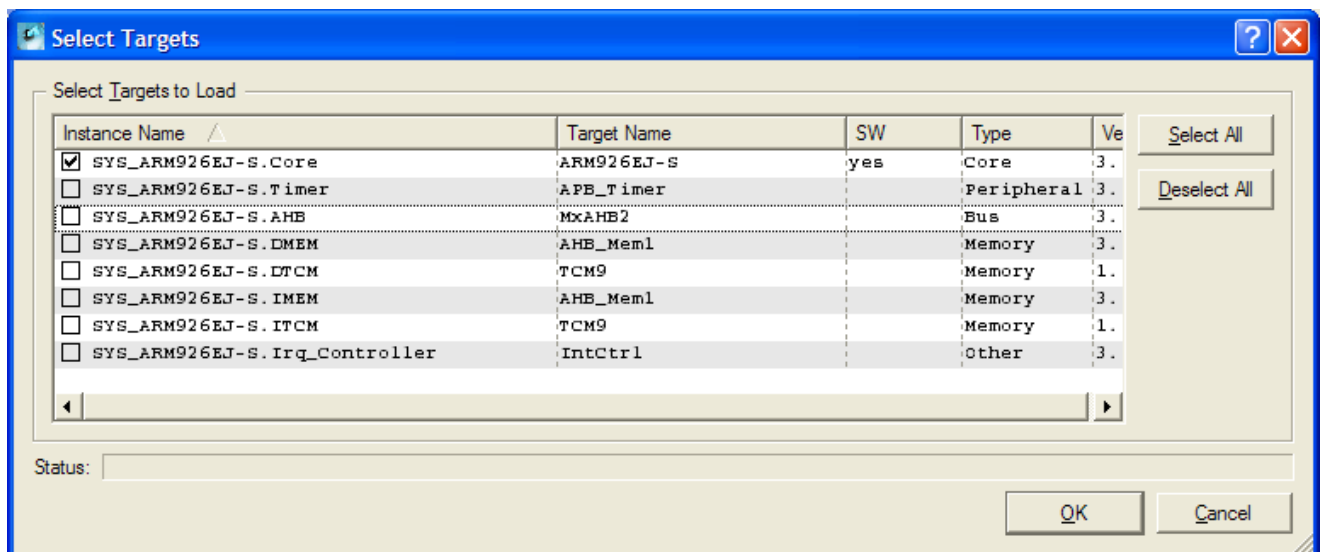 Select Targets
Select Targets to Load
Instance Name Target Name SW Type Ve
SYS_ARM926EJ-S.Core ARM926EJ-S yes Core 3.
SYS_ARM926EJ-S.Timer APB_Timer Peripheral 3.
SYS_ARM926EJ-S.AHB MxAHB2 Bus 3.
SYS_ARM926EJ-S.DMEM AHB_Mem1 Memory 3.
SYS_ARM926EJ-S.DTCM TCM9 Memory 1.
SYS_ARM926EJ-S.IMEM AHB_Mem1 Memory 3.
SYS_ARM926EJ-S.ITCM TCM9 Memory 1.
SYS_ARM926EJ-S.Irq_Controller IntCtrl Other 3.
Select All
Deselect All
Status:
OK Cancel